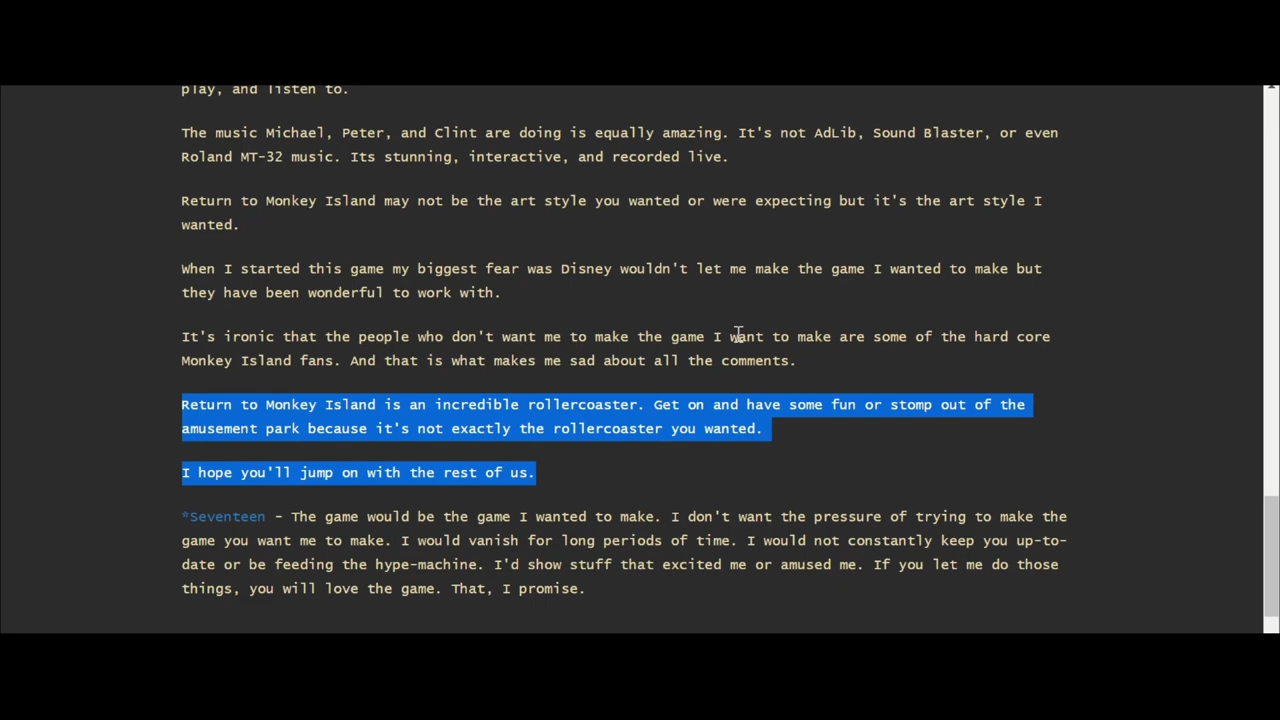 play, and listen to.
The music Michael, Peter, and Clint are doing is equally amazing. It's not AdLib, Sound Blaster, or even
Roland MT-32 music. Its stunning, interactive, and recorded live.
Return to Monkey Island may not be the art style you wanted or were expecting but it's the art style I
wanted.
When I started this game my biggest fear was Disney wouldn't let me make the game I wanted to make but
they have been wonderful to work with.
It's ironic that the people who don't want me to make the game I want to make are some of the hard core
Monkey Island fans. And that is what makes me sad about all the comments.
Return to Monkey Island is an incredible rollercoaster. Get on and have some fun or stomp out of the
amusement park because it's not exactly the rollercoaster you wanted.
I hope you'll jump on with the rest of us.
*Seventeen - The game would be the game I wanted to make. I don't want the pressure of trying to make the
game you want me to make. I would vanish for long periods of time. I would not constantly keep you up-to-
date or be feeding the hype-machine. I'd show stuff that excited me or amused me. If you let me do those
things, you will love the game. That, I promise.